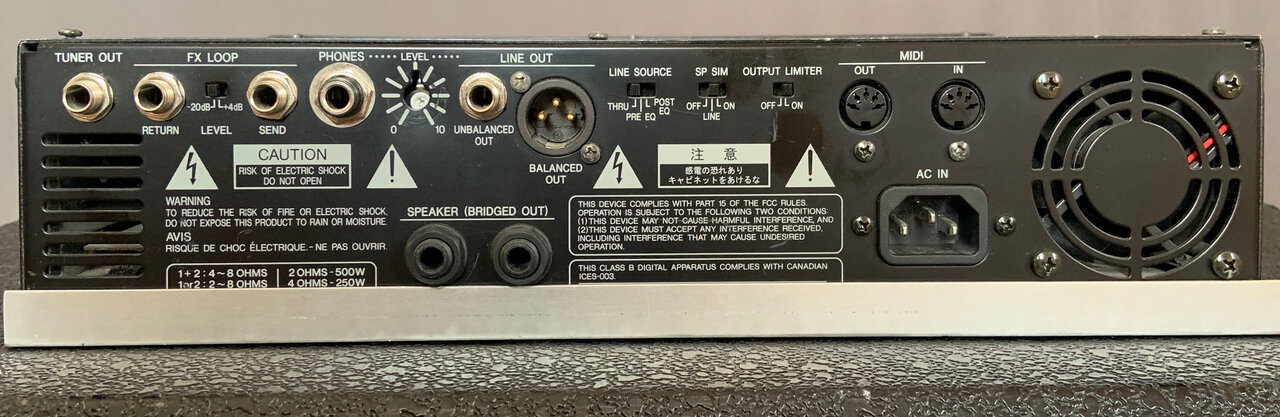 TUNER OUT
FX LOOP
PHONES
LEVEL
LINE OUT
LINE SOURCE
SP SIM
OUTPUT LIMITER
MIDI
OUT
IN
-20dB
+4dB
RETURN
LEVEL
SEND
0
10
UNBALANCED
OUT
BALANCED
OUT
THRU
POST
EQ
PRE EQ
OFF
ON
LINE
OFF
ON
CAUTION
RISK OF ELECTRIC SHOCK
DO NOT OPEN
注意
感電の恐れあり
キャビネットをあけるな
AC IN
WARNING
TO REDUCE THE RISK OF FIRE OR ELECTRIC SHOCK
DO NOT EXPOSE THIS PRODUCT TO RAIN OR MOISTURE.
AVIS
RISQUE DE CHOC ÉLECTRIQUE.-NE PAS OUVRIR.
SPEAKER (BRIDGED OUT)
THIS DEVICE COMPLIES WITH PART 15 OF THE FCC RULES.
OPERATION IS SUBJECT TO THE FOLLOWING TWO CONDITIONS:
(1)THIS DEVICE MAY NOT CAUSE HARMFUL INTERFERENCE, AND
(2)THIS DEVICE MUST ACCEPT ANY INTERFERENCE RECEIVED,
INCLUDING INTERFERENCE THAT MAY CAUSE UNDESIRED
OPERATION.
THIS CLASS B DIGITAL APPARATUS COMPLIES WITH CANADIAN
ICES-003.
1+2 : 4~8 OHMS
2 OHMS-500W
1or2 : 2~8 OHMS
4 OHMS-250W